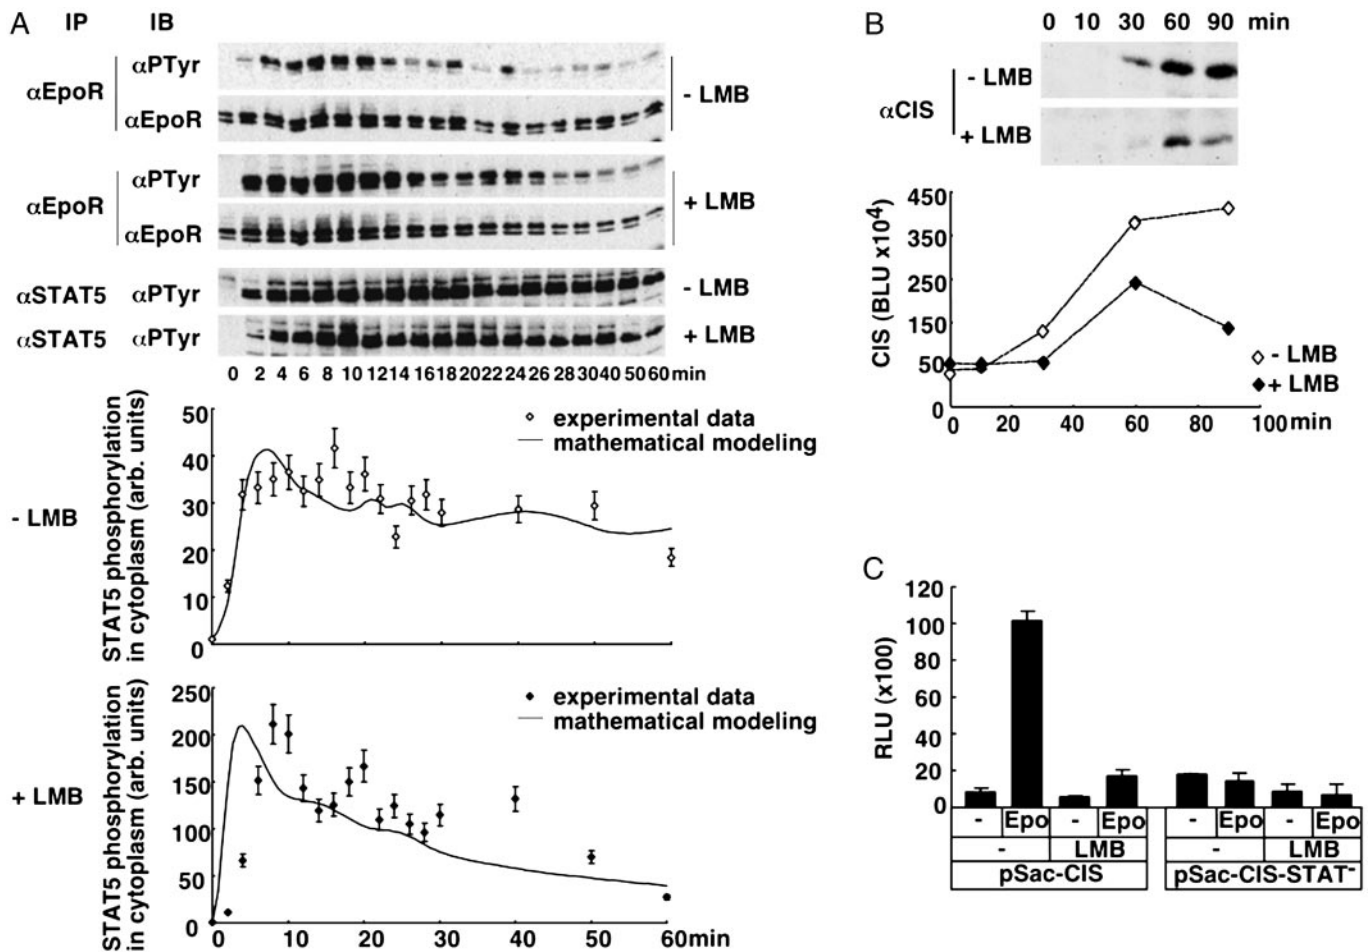 A IP IB
αEpoR αPTyr
αEpoR
- LMB
αEpoR αPTyr
αEpoR
+ LMB
αSTAT5 αPTyr - LMB
αSTAT5 αPTyr + LMB
0 2 4 6 8 10 12 14 16 18 20 22 24 26 28 30 40 50 60 min
- LMB
STAT5 phosphorylation
in cytoplasm (arb. units)
50
40
30
20
10
0
experimental data
mathematical modeling
+ LMB
STAT5 phosphorylation
in cytoplasm (arb. units)
250
200
150
100
50
0
experimental data
mathematical modeling
0 10 20 30 40 50 60 min
B 0 10 30 60 90 min
αCIS
- LMB
+ LMB
CIS (BLU x10⁴)
450
350
250
150
50
0
- LMB
+ LMB
0 20 40 60 80 100 min
C
RLU (x100)
120
100
80
60
40
20
0
- Epo - Epo - Epo - Epo
- LMB - LMB
pSac-CIS pSac-CIS-STAT⁻